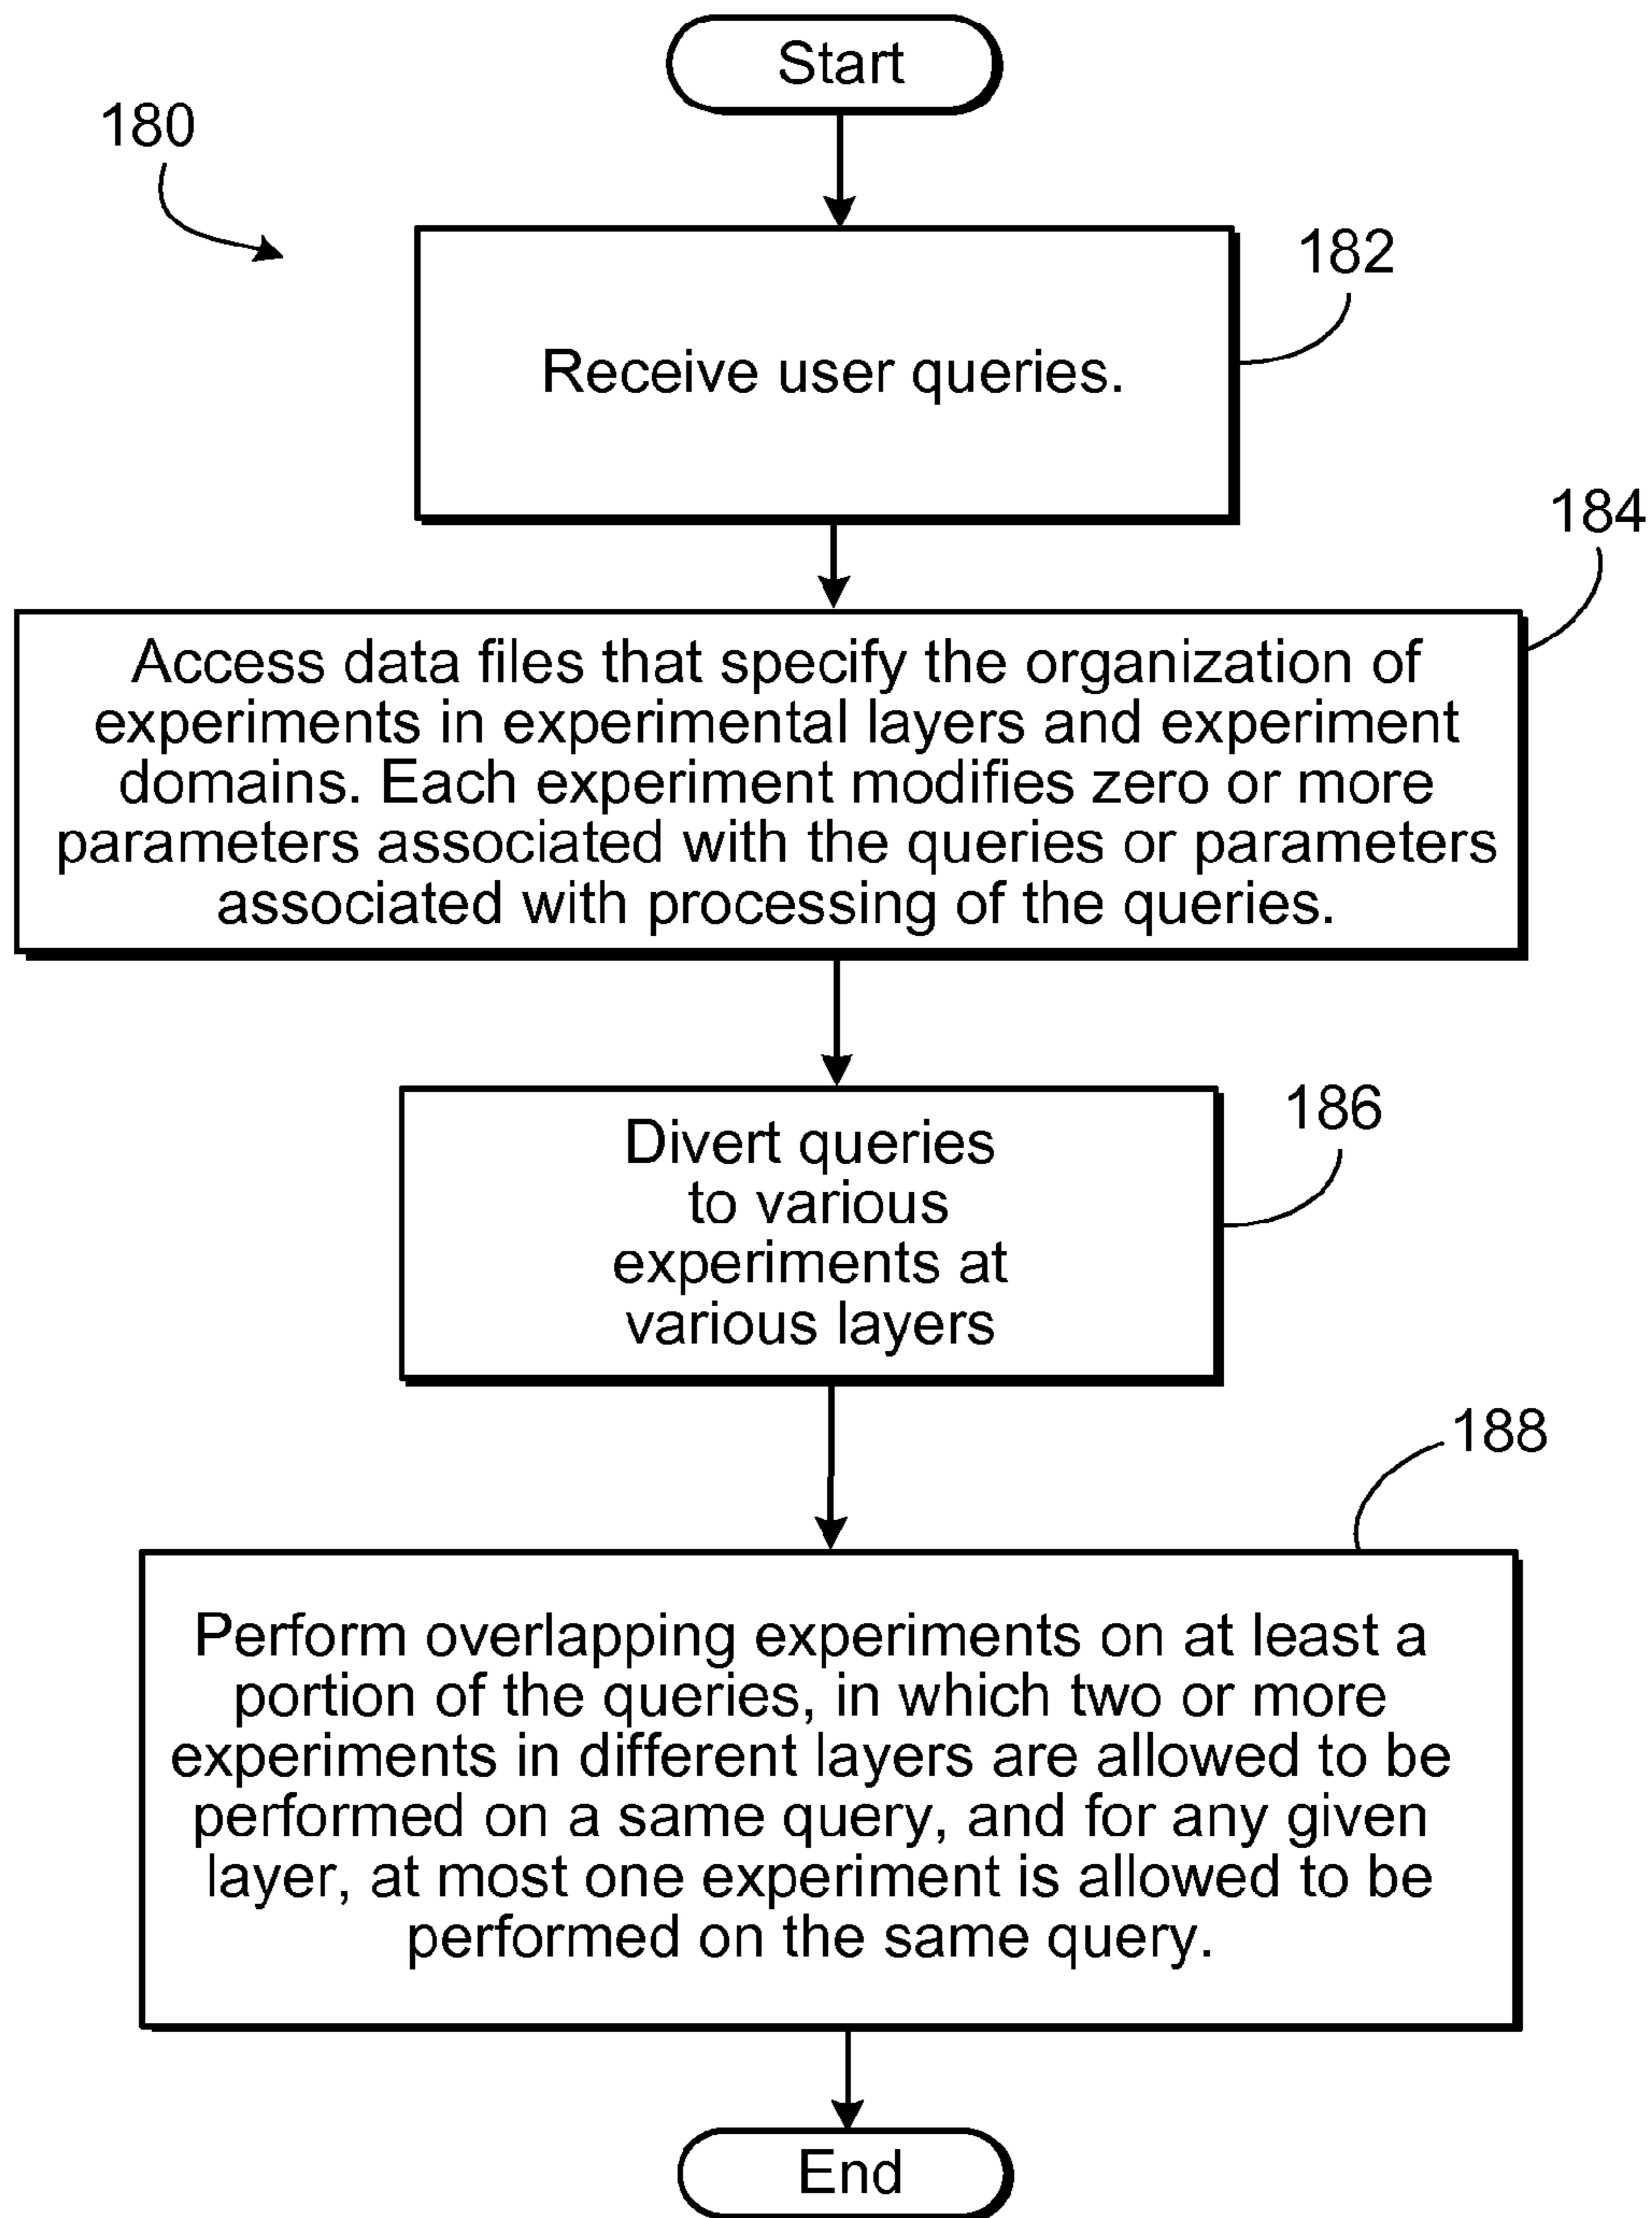 Start
180
182
Receive user queries.
184
Access data files that specify the organization of
experiments in experimental layers and experiment
domains. Each experiment modifies zero or more
parameters associated with the queries or parameters
associated with processing of the queries.
186
Divert queries
to various
experiments at
various layers
188
Perform overlapping experiments on at least a
portion of the queries, in which two or more
experiments in different layers are allowed to be
performed on a same query, and for any given
layer, at most one experiment is allowed to be
performed on the same query.
End